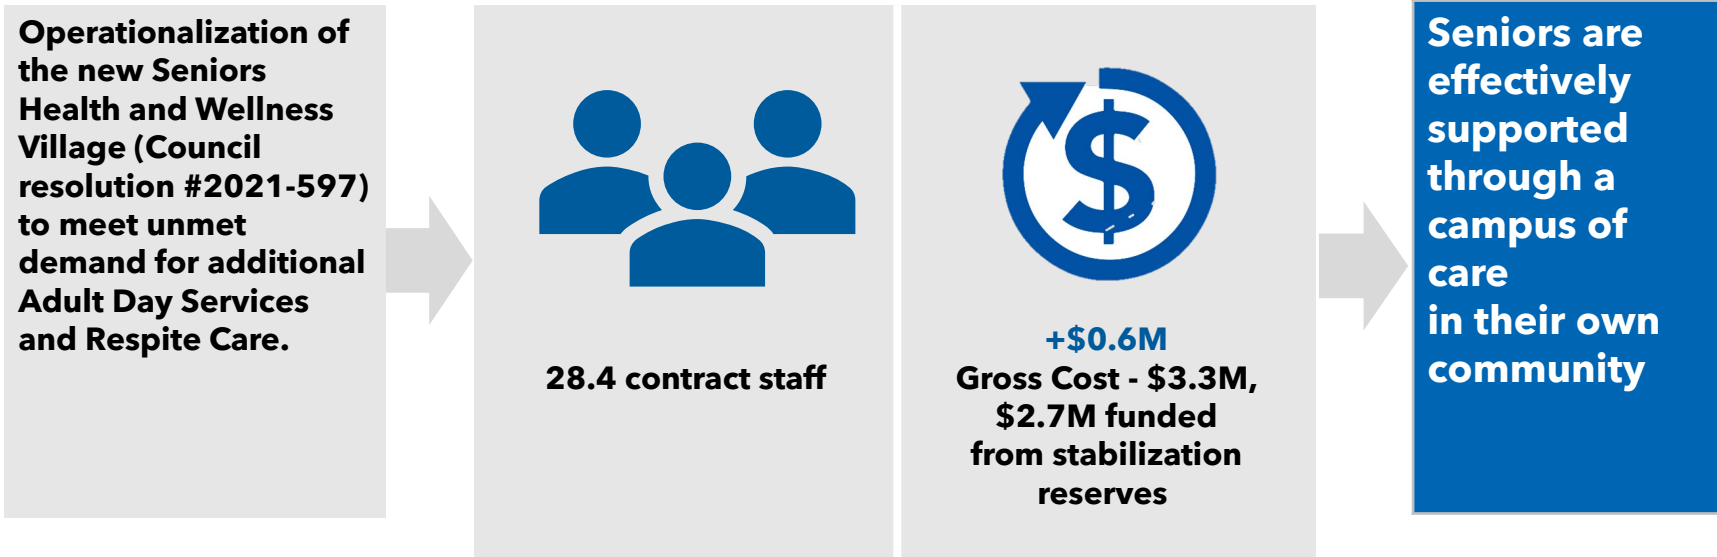 Operationalization of
the new Seniors
Health and Wellness
Village (Council
resolution #2021-597)
to meet unmet
demand for additional
Adult Day Services
and Respite Care.
28.4 contract staff
$
+$0.6M
Gross Cost - $3.3M,
$2.7M funded
from stabilization
reserves
Seniors are
effectively
supported
through a
campus of
care
in their own
community